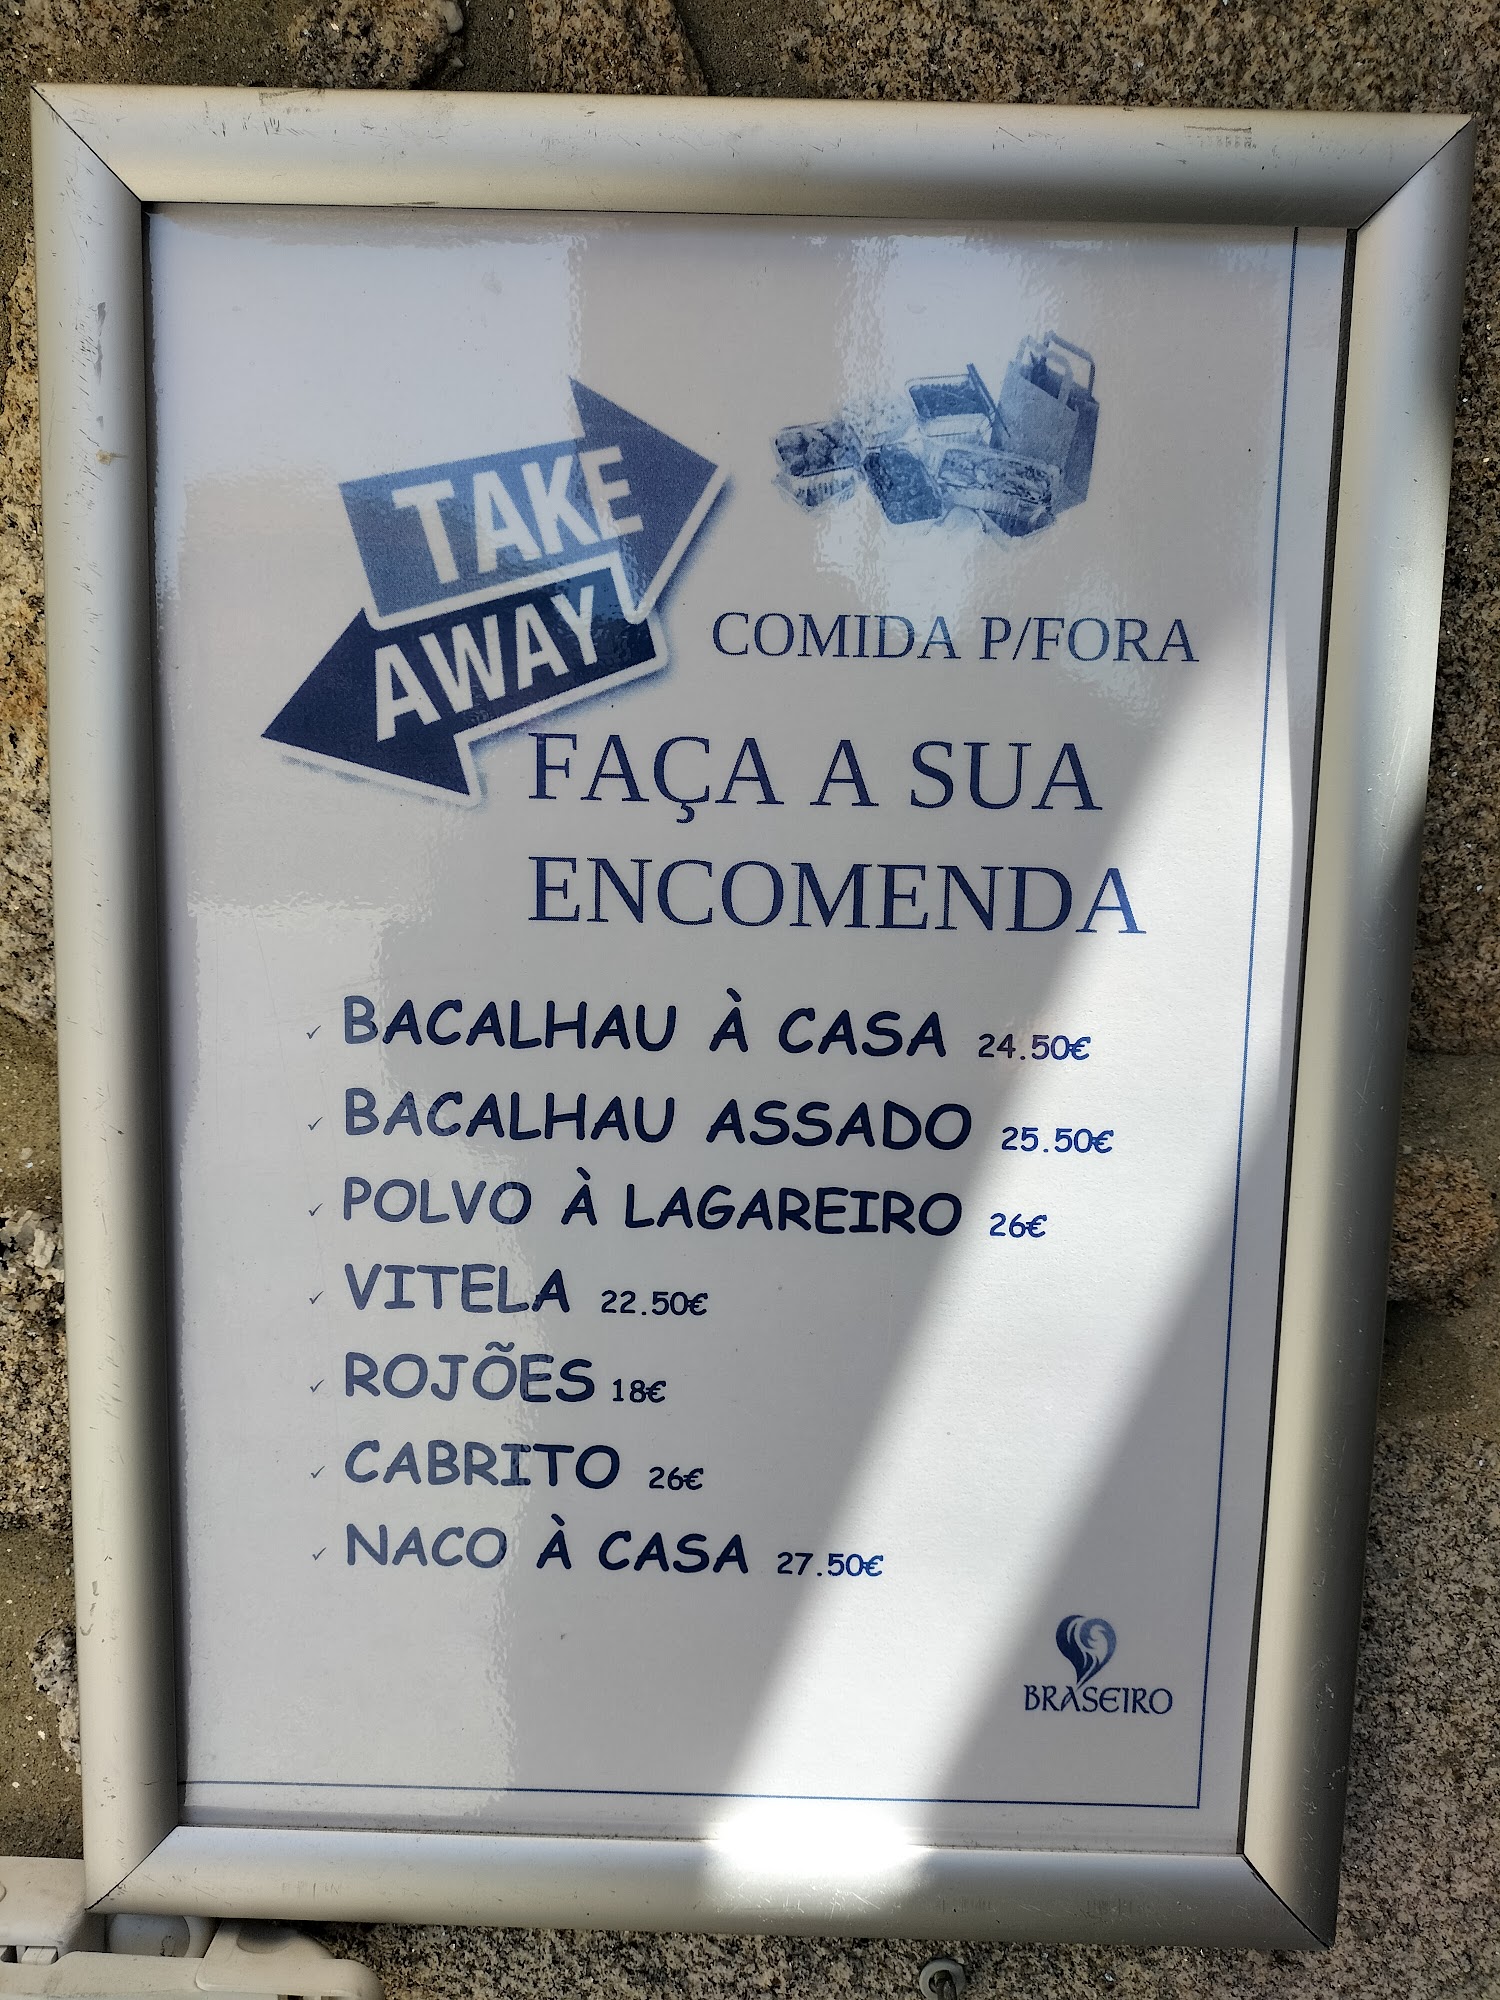 TAKE
AWAY
COMIDA P/FORA
FAÇA A SUA
ENCOMENDA
✓ BACALHAU À CASA 24.50€
✓ BACALHAU ASSADO 25.50€
✓ POLVO À LAGAREIRO 26€
✓ VITELA 22.50€
✓ ROJÕES 18€
✓ CABRITO 26€
✓ NACO À CASA 27.50€
BRASEIRO